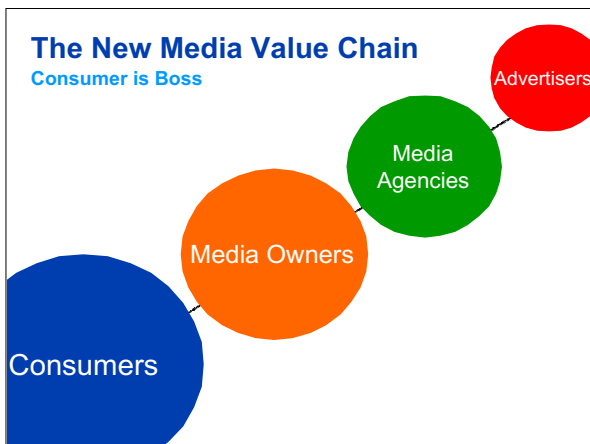 The New Media Value Chain
Consumer is Boss
Advertisers
Media
Agencies
Media Owners
Consumers